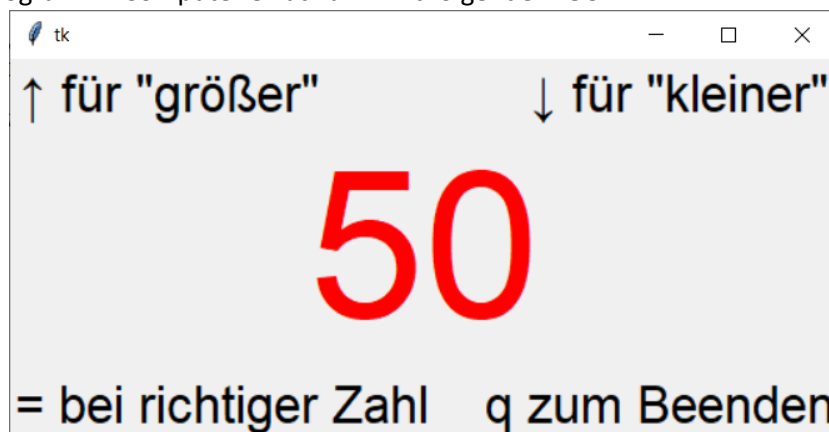 tk
↑ für "größer" ↓ für "kleiner"
50
= bei richtiger Zahl q zum Beenden